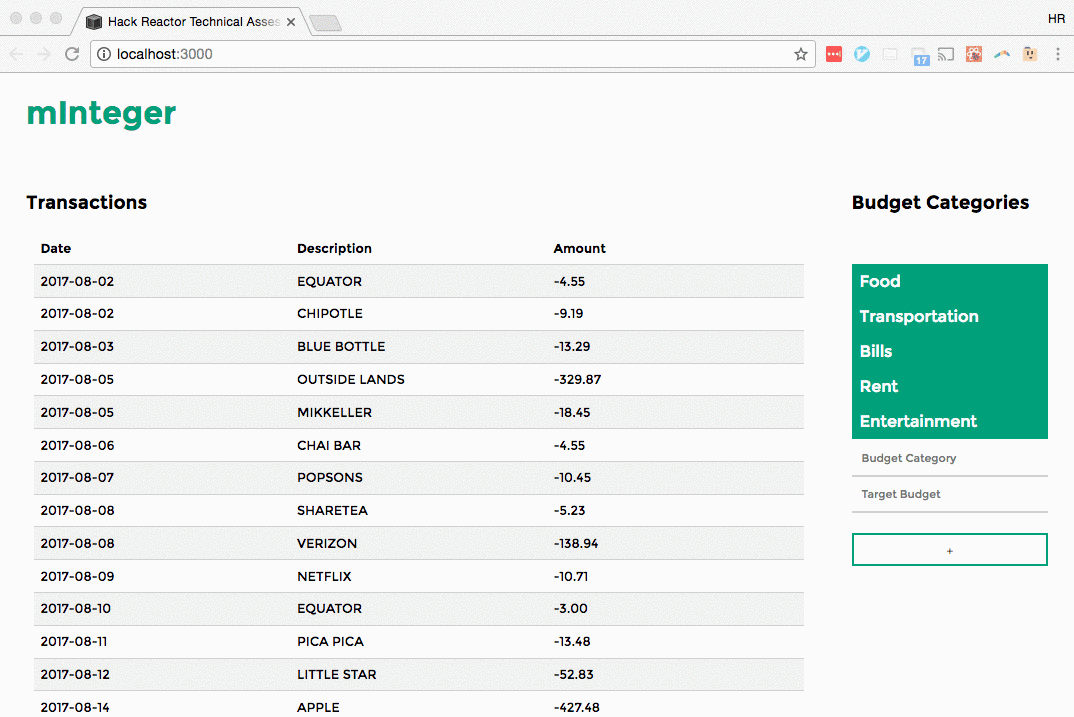 Hack Reactor Technical Asses
HR
localhost:3000
17
mInteger
Transactions
Budget Categories
Date Description Amount
2017-08-02 EQUATOR -4.55
2017-08-02 CHIPOTLE -9.19
2017-08-03 BLUE BOTTLE -13.29
2017-08-05 OUTSIDE LANDS -329.87
2017-08-05 MIKKELLER -18.45
2017-08-06 CHAI BAR -4.55
2017-08-07 POPSONS -10.45
2017-08-08 SHARETEA -5.23
2017-08-08 VERIZON -138.94
2017-08-09 NETFLIX -10.71
2017-08-10 EQUATOR -3.00
2017-08-11 PICA PICA -13.48
2017-08-12 LITTLE STAR -52.83
2017-08-14 APPLE -427.48
Food
Transportation
Bills
Rent
Entertainment
Budget Category
Target Budget
+